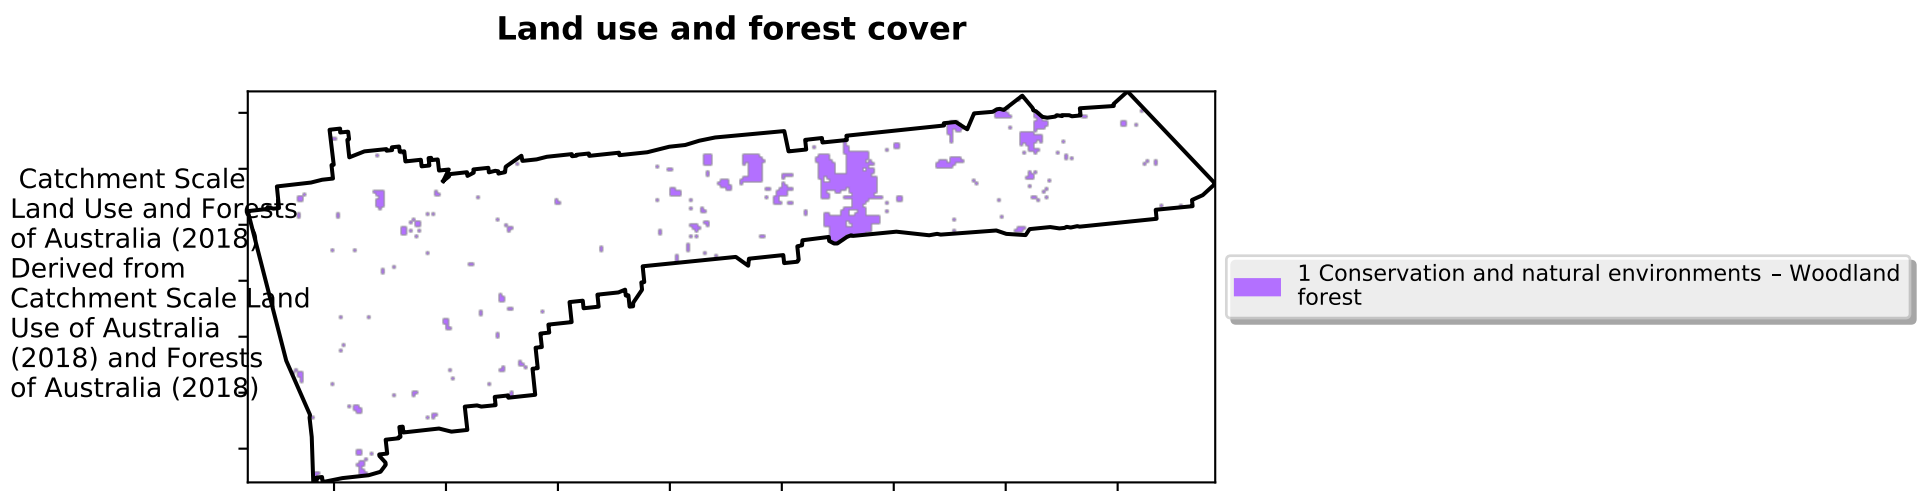 Land use and forest cover
Catchment Scale
Land Use and Forests
of Australia (2018)
Derived from
Catchment Scale Land
Use of Australia
(2018) and Forests
of Australia (2018)
1 Conservation and natural environments – Woodland
forest